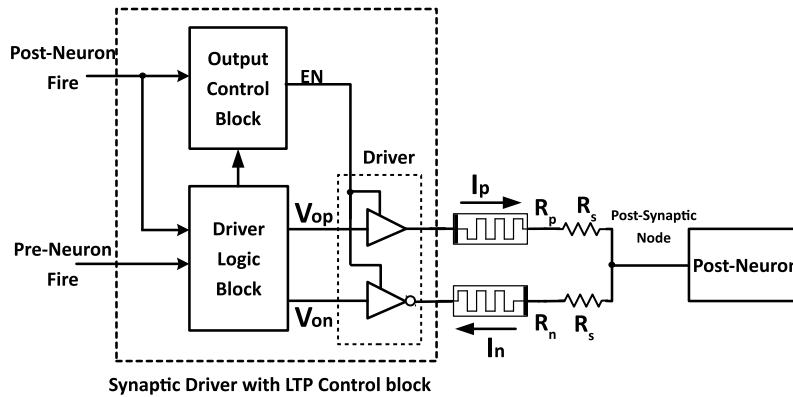 Post-Neuron
Fire
Output
Control
Block
EN
Driver
Pre-Neuron
Fire
Driver
Logic
Block
Vop
Von
Ip
Rp
Rs
In
Rn
Rs
Post-Synaptic
Node
Post-Neuron
Synaptic Driver with LTP Control block